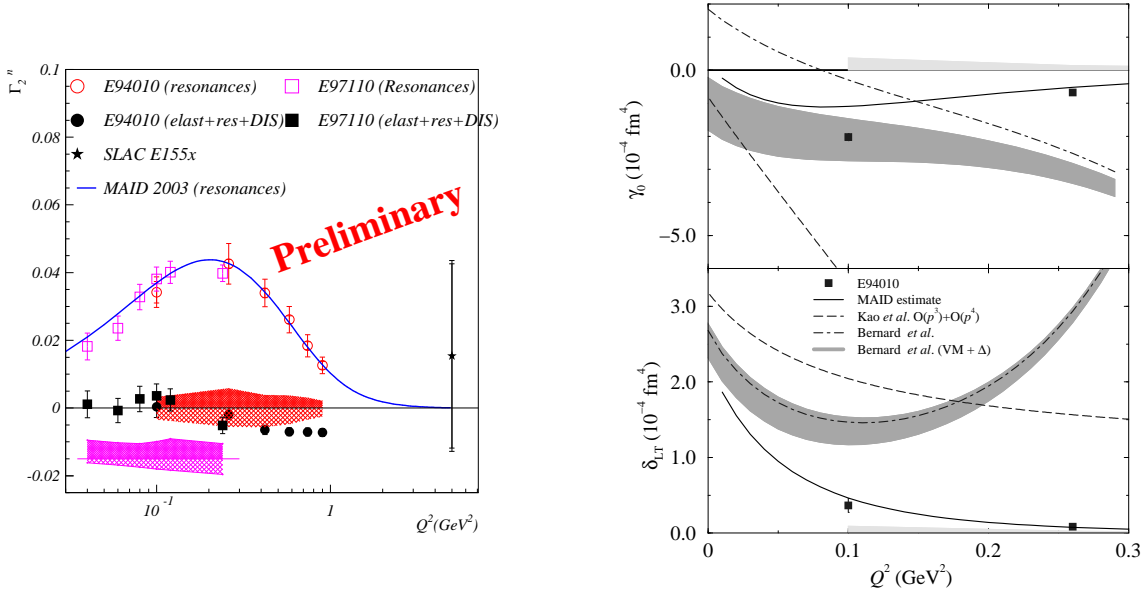 Γ₂ⁿ
0.1
0.08
0.06
0.04
0.02
0
-0.02
E94010 (resonances)
E97110 (Resonances)
E94010 (elast+res+DIS)
E97110 (elast+res+DIS)
SLAC E155x
MAID 2003 (resonances)
Preliminary
10⁻¹
1
Q²(GeV²)
γ₀ (10⁻⁴ fm⁴)
0.0
−5.0
δLT (10⁻⁴ fm⁴)
3.0
2.0
1.0
0.0
E94010
MAID estimate
Kao et al. O(p³)+O(p⁴)
Bernard et al.
Bernard et al. (VM + Δ)
0
0.1
0.2
0.3
Q² (GeV²)